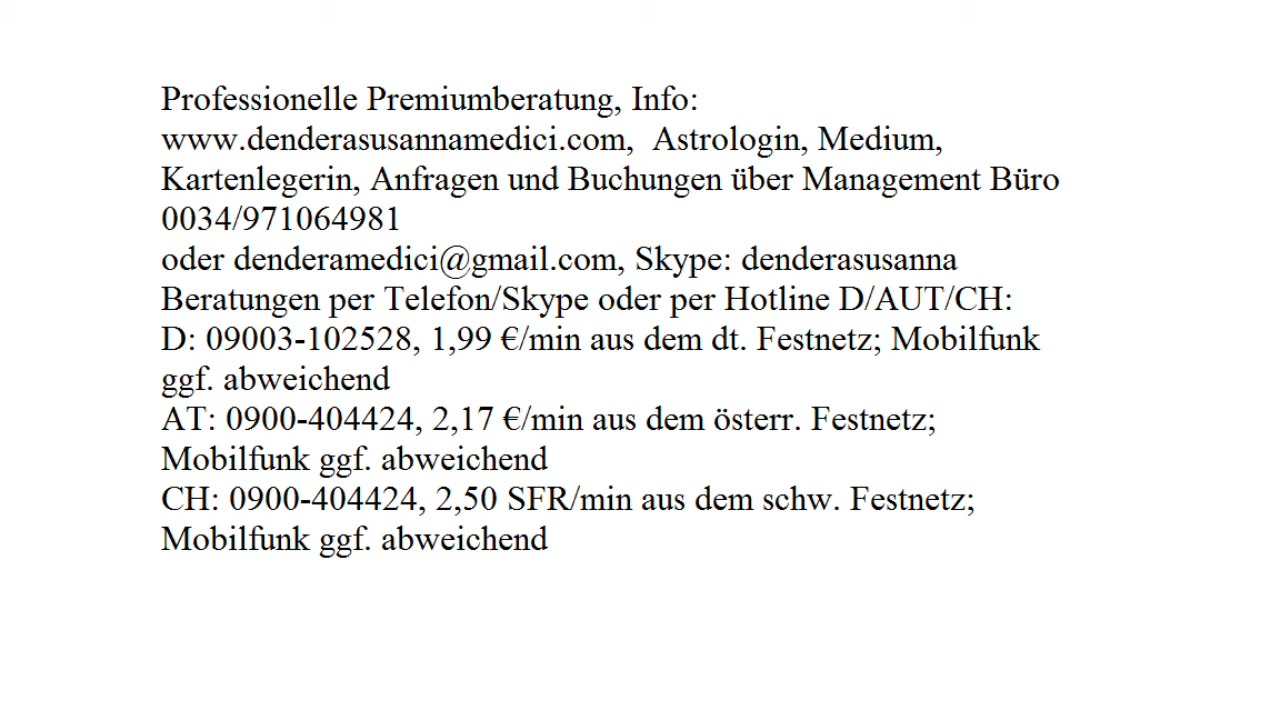 Professionelle Premiumberatung, Info:
www.denderasusannamedici.com,  Astrologin, Medium,
Kartenlegerin, Anfragen und Buchungen über Management Büro
0034/971064981
oder denderamedici@gmail.com, Skype: denderasusanna
Beratungen per Telefon/Skype oder per Hotline D/AUT/CH:
D: 09003-102528, 1,99 €/min aus dem dt. Festnetz; Mobilfunk
ggf. abweichend
AT: 0900-404424, 2,17 €/min aus dem österr. Festnetz;
Mobilfunk ggf. abweichend
CH: 0900-404424, 2,50 SFR/min aus dem schw. Festnetz;
Mobilfunk ggf. abweichend